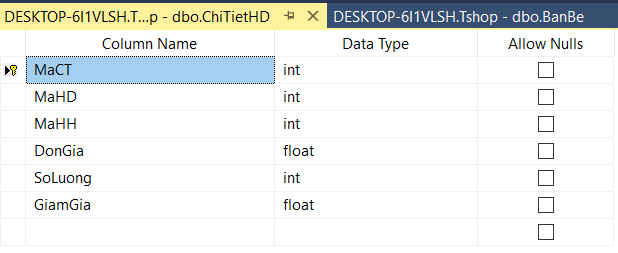 DESKTOP-6I1VLSH.T...p - dbo.ChiTietHD DESKTOP-6I1VLSH.Tshop - dbo.BanBe
Column Name Data Type Allow Nulls
MaCT int
MaHD int
MaHH int
DonGia float
SoLuong int
GiamGia float